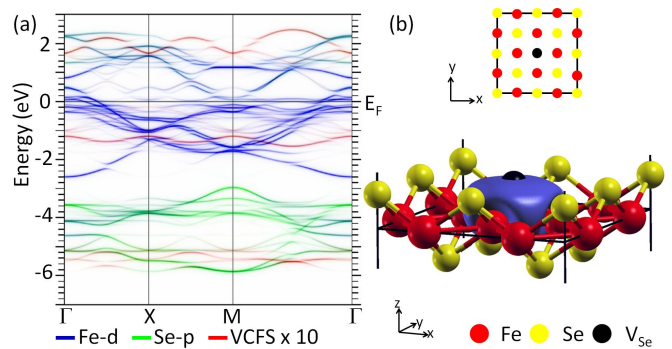 (a)
Energy (eV)
2
0
-2
-4
-6
E_F
Γ X M Γ
Fe-d Se-p VCFS x 10
(b)
y
x
z
y
x
Fe Se V_Se